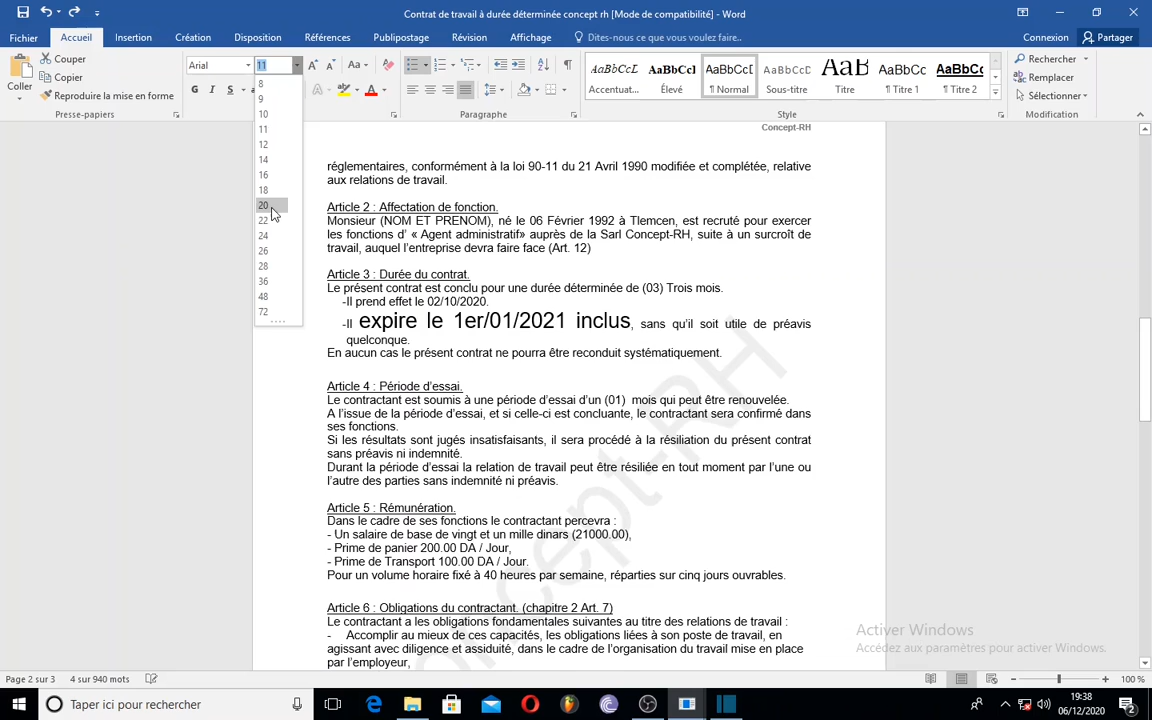 Contrat de travail à durée déterminée concept rh [Mode de compatibilité] - Word
Fichier Accueil Insertion Création Disposition Références Publipostage Révision Affichage Dites-nous ce que vous voulez faire.. Connexion Partager
Coller
Couper
Copier
Reproduire la mise en forme
Presse-papiers
Arial 11
8
9
10
11
12
14
16
18
20
22
24
26
28
36
48
72
Paragraphe
AaBbCcL AaBbCcI AaBbCcD AaBbCcD AaB AaBbCc AaBbCc
Accentuat... Élevé ¶ Normal Sous-titre Titre ¶ Titre 1 ¶ Titre 2
Style
Rechercher
Remplacer
Sélectionner
Modification
Concept-RH
réglementaires, conformément à la loi 90-11 du 21 Avril 1990 modifiée et complétée, relative
aux relations de travail.
Article 2 : Affectation de fonction.
Monsieur (NOM ET PRENOM), né le 06 Février 1992 à Tlemcen, est recruté pour exercer
les fonctions d' « Agent administratif» auprès de la Sarl Concept-RH, suite à un surcroît de
travail, auquel l'entreprise devra faire face (Art. 12)
Article 3 : Durée du contrat.
Le présent contrat est conclu pour une durée déterminée de (03) Trois mois.
-Il prend effet le 02/10/2020.
-Il expire le 1er/01/2021 inclus, sans qu'il soit utile de préavis
quelconque.
En aucun cas le présent contrat ne pourra être reconduit systématiquement.
Article 4 : Période d'essai.
Le contractant est soumis à une période d'essai d'un (01) mois qui peut être renouvelée.
A l'issue de la période d'essai, et si celle-ci est concluante, le contractant sera confirmé dans
ses fonctions.
Si les résultats sont jugés insatisfaisants, il sera procédé à la résiliation du présent contrat
sans préavis ni indemnité.
Durant la période d'essai la relation de travail peut être résiliée en tout moment par l'une ou
l'autre des parties sans indemnité ni préavis.
Article 5 : Rémunération.
Dans le cadre de ses fonctions le contractant percevra :
- Un salaire de base de vingt et un mille dinars (21000.00),
- Prime de panier 200.00 DA / Jour,
- Prime de Transport 100.00 DA / Jour.
Pour un volume horaire fixé à 40 heures par semaine, réparties sur cinq jours ouvrables.
Article 6 : Obligations du contractant. (chapitre 2 Art. 7)
Le contractant a les obligations fondamentales suivantes au titre des relations de travail :
- Accomplir au mieux de ces capacités, les obligations liées à son poste de travail, en
agissant avec diligence et assiduité, dans le cadre de l'organisation du travail mise en place
par l'employeur,
Activer Windows
Accédez aux paramètres pour activer Windows.
Page 2 sur 3 4 sur 940 mots 100 %
Taper ici pour rechercher
19:38
06/12/2020